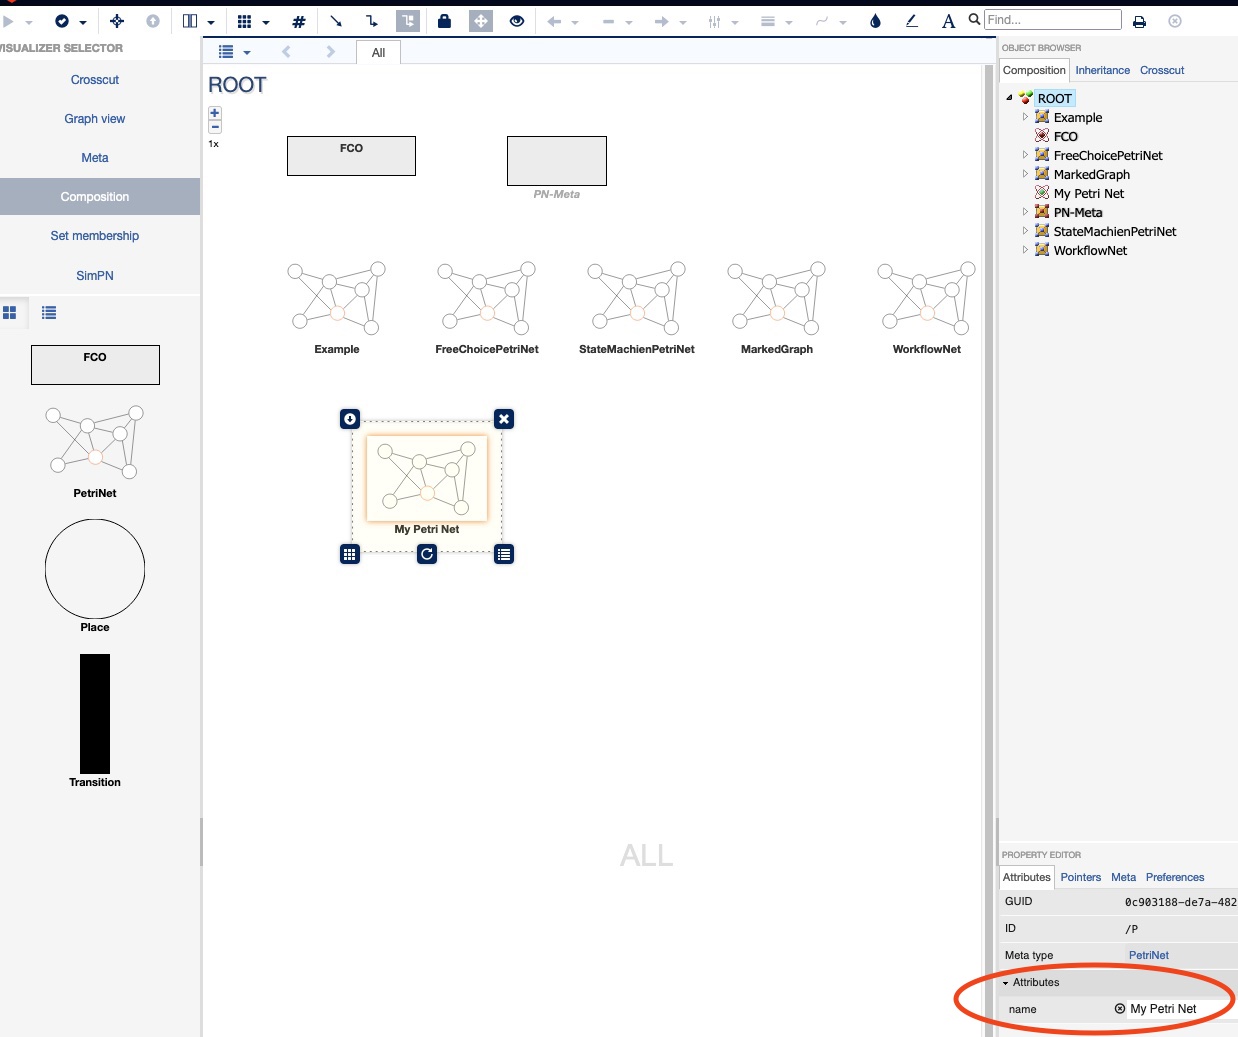 Find...
VISUALIZER SELECTOR
Crosscut
Graph view
Meta
Composition
Set membership
SimPN
FCO
PetriNet
Place
Transition
All
ROOT
1x
FCO
PN-Meta
Example FreeChoicePetriNet StateMachienPetriNet MarkedGraph WorkflowNet
My Petri Net
ALL
OBJECT BROWSER
Composition Inheritance Crosscut
ROOT
Example
FCO
FreeChoicePetriNet
MarkedGraph
My Petri Net
PN-Meta
StateMachienPetriNet
WorkflowNet
PROPERTY EDITOR
Attributes Pointers Meta Preferences
GUID 0c903188-de7a-482
ID /P
Meta type PetriNet
Attributes
name My Petri Net